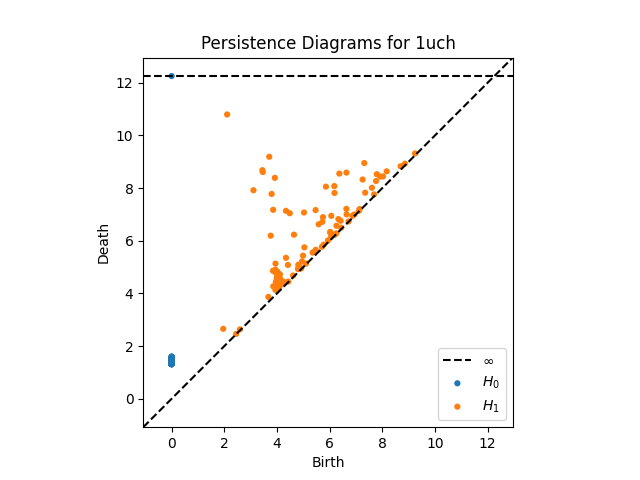 Persistence Diagrams for 1uch
Death
12
10
8
6
4
2
0
∞
H₀
H₁
0 2 4 6 8 10 12
Birth